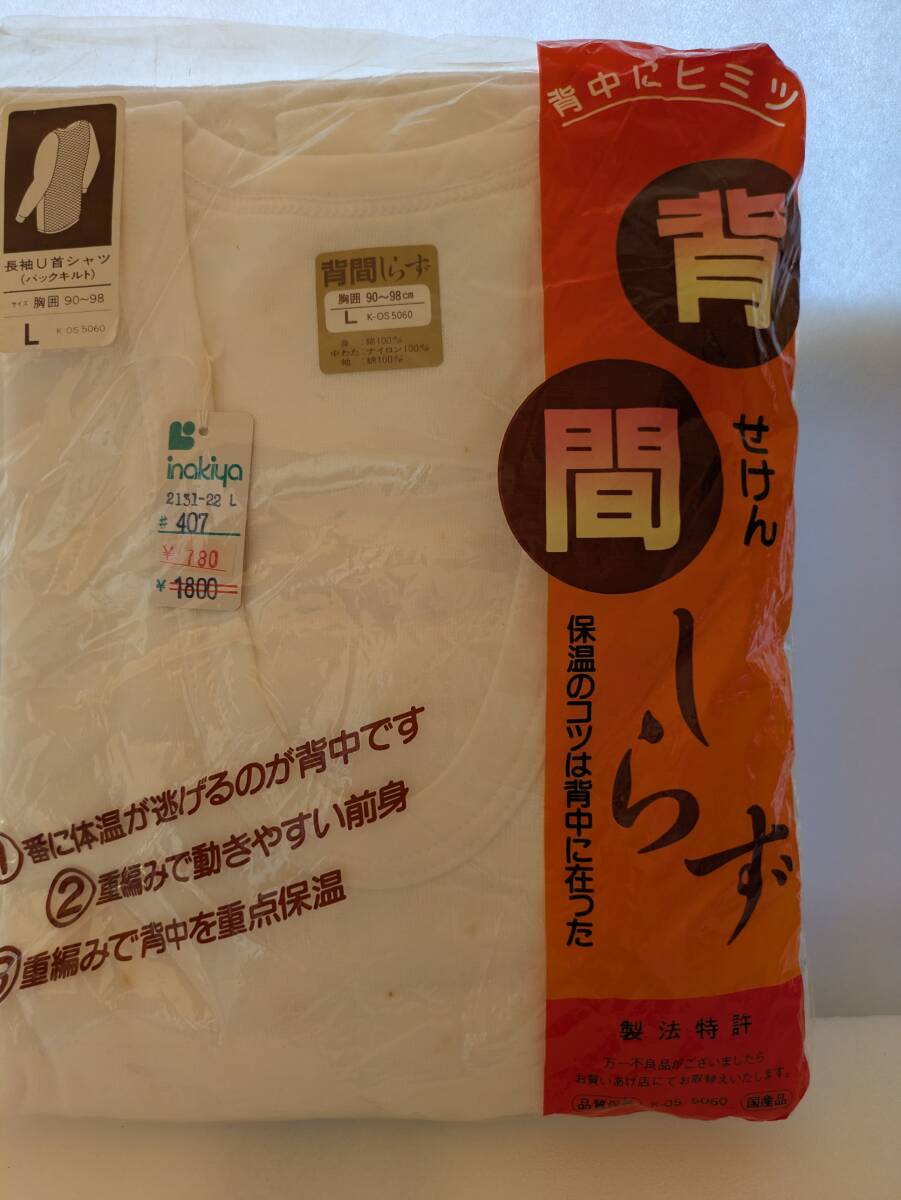 背中にヒミツ
背間
せけん
しらず
保温のコツは背中に在つた
製法特許
万一不良品がございましたら
お買いあげ店にてお取替えいたします。
K-OS 5060 国産品
長袖U首シャツ
(バックキルト)
サイズ 胸囲 90〜98
L K-OS 5060
背間しらず
胸囲 90〜98cm
L K-OS 5060
身 :綿100%
中わた:ナイロン100%
袖 :綿100%
inakiya
2131-22 L
# 407
¥ 780
¥ 1800
①番に体温が逃げるのが背中です
②重編みで動きやすい前身
③重編みで背中を重点保温